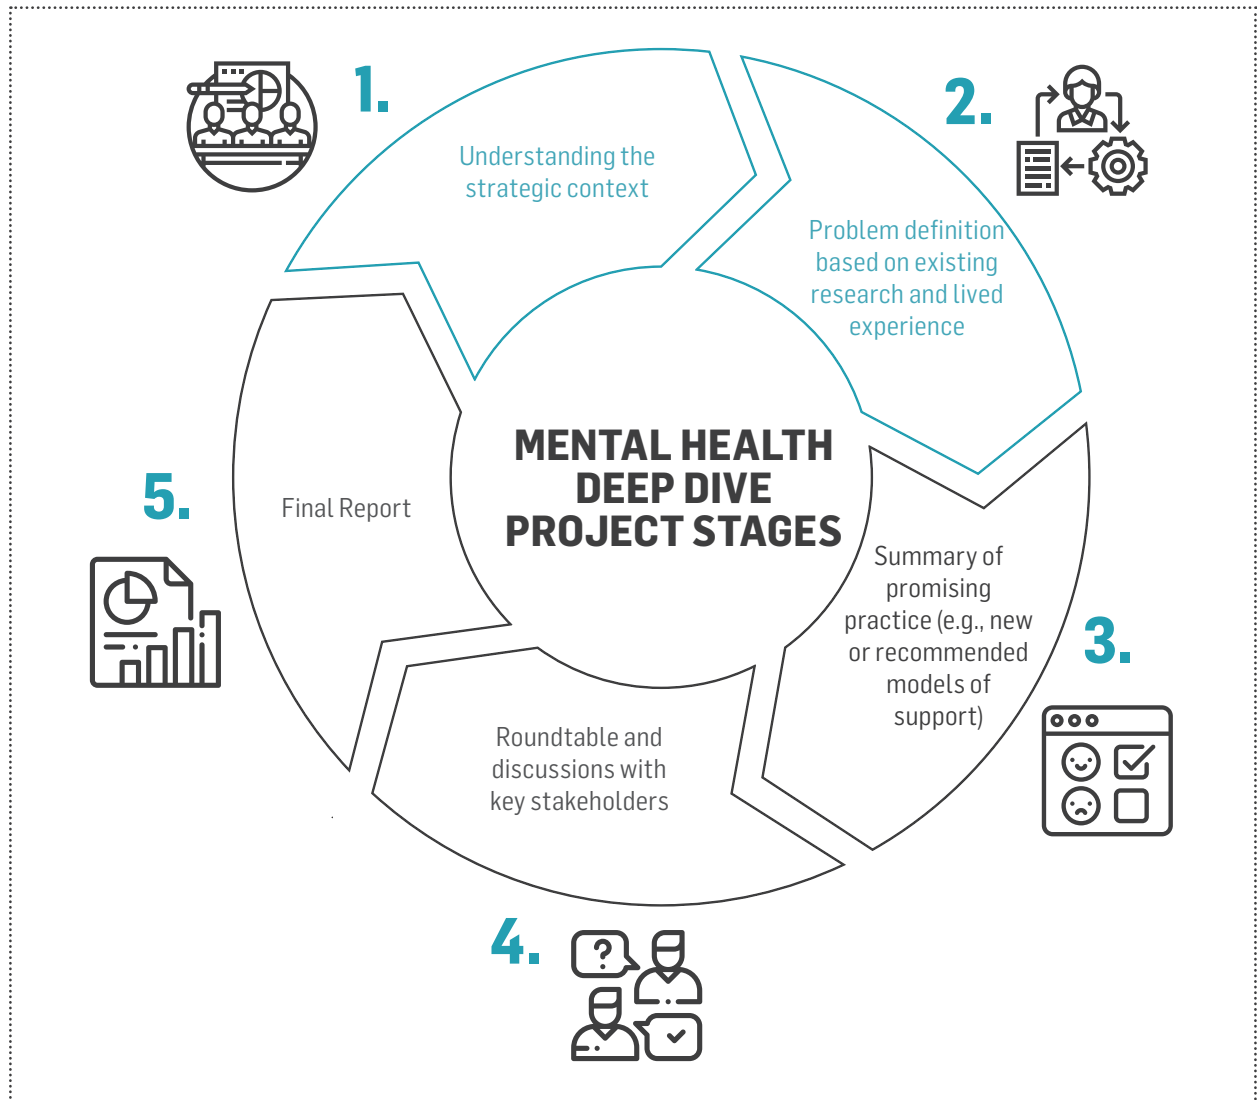 1.
Understanding the
strategic context
2.
Problem definition
based on existing
research and lived
experience
MENTAL HEALTH
DEEP DIVE
PROJECT STAGES
3.
Summary of
promising
practice (e.g., new
or recommended
models of
support)
4.
Roundtable and
discussions with
key stakeholders
5.
Final Report
?